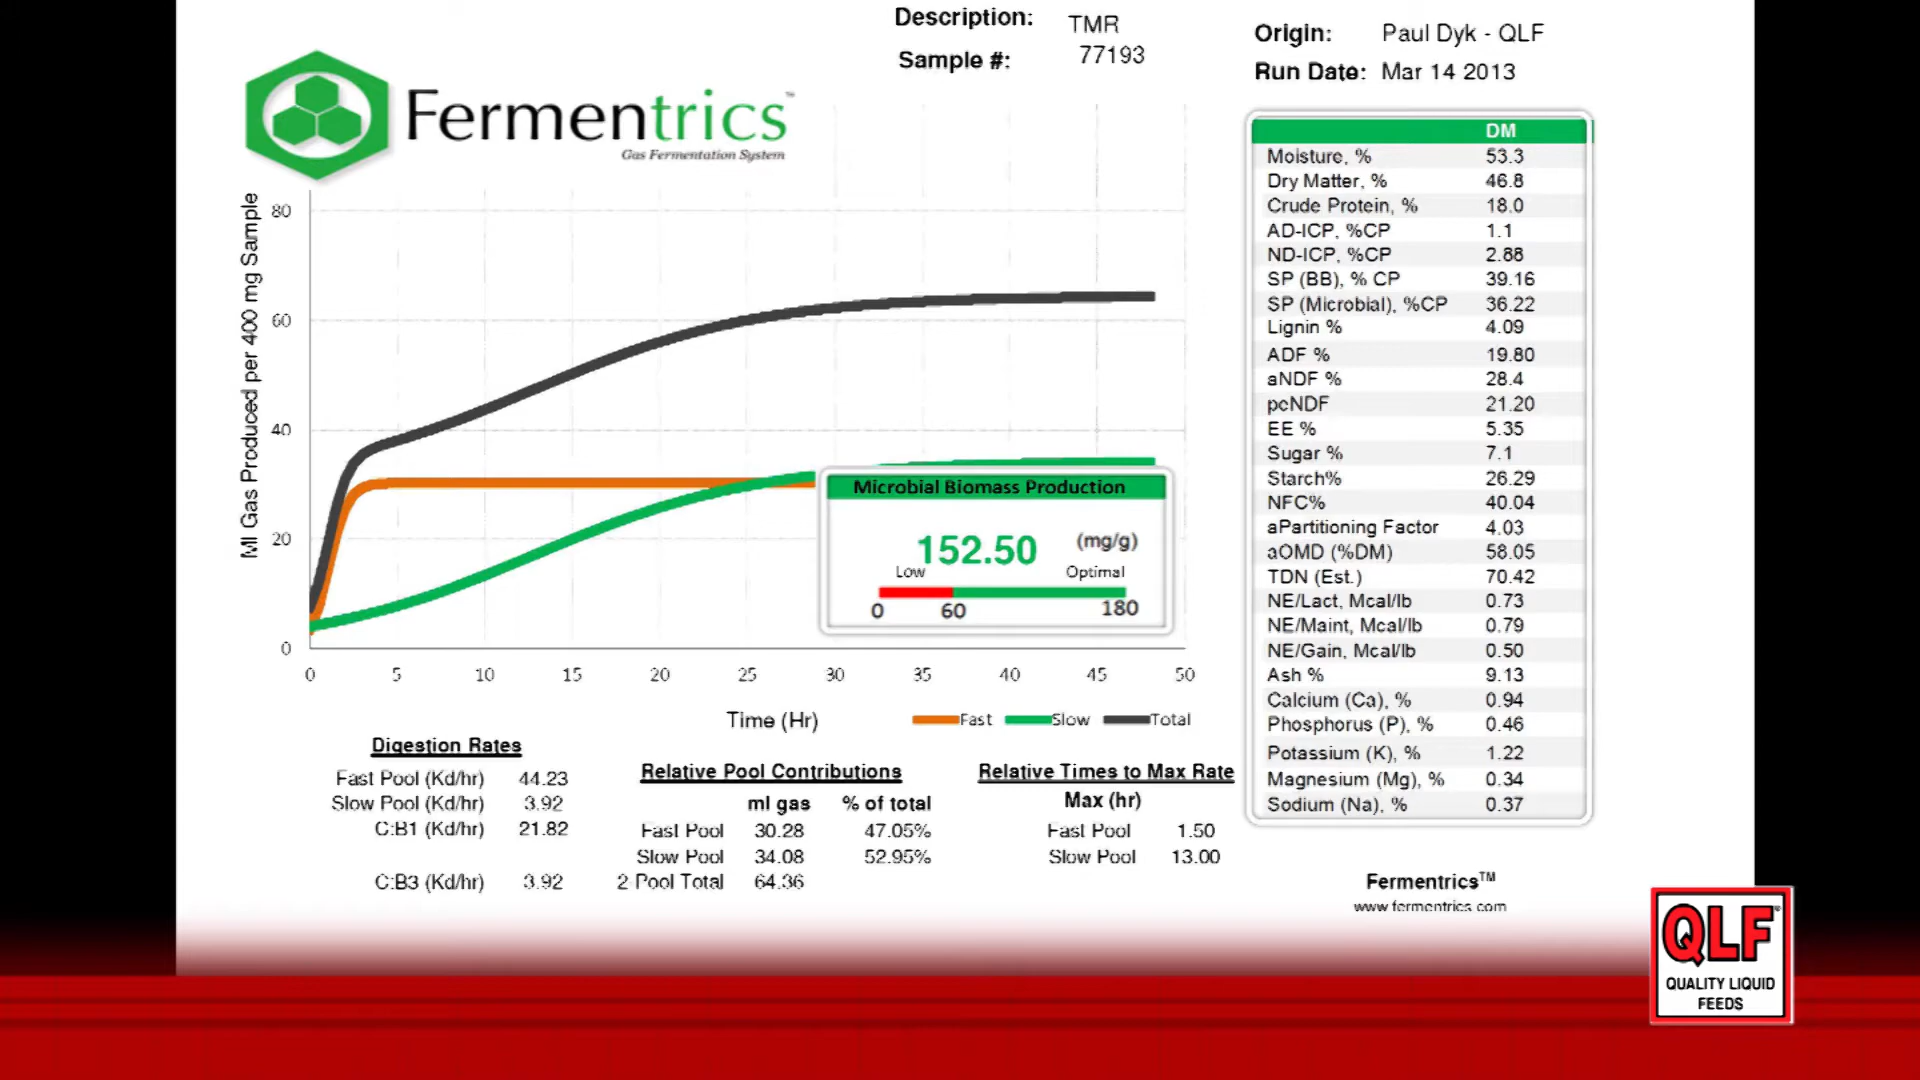 Description: TMR
Sample #: 77193
Origin: Paul Dyk - QLF
Run Date: Mar 14 2013
Fermentrics™
Gas Fermentation System
Ml Gas Produced per 400 mg Sample
80
60
40
20
0
0 5 10 15 20 25 30 35 40 45 50
Time (Hr)
Fast Slow Total
Microbial Biomass Production
152.50 (mg/g)
Low Optimal
0 60 180
DM
Moisture, % 53.3
Dry Matter, % 46.8
Crude Protein, % 18.0
AD-ICP, %CP 1.1
ND-ICP, %CP 2.88
SP (BB), % CP 39.16
SP (Microbial), %CP 36.22
Lignin % 4.09
ADF % 19.80
aNDF % 28.4
peNDF 21.20
EE % 5.35
Sugar % 7.1
Starch% 26.29
NFC% 40.04
aPartitioning Factor 4.03
aOMD (%DM) 58.05
TDN (Est.) 70.42
NE/Lact, Mcal/lb 0.73
NE/Maint, Mcal/lb 0.79
NE/Gain, Mcal/lb 0.50
Ash % 9.13
Calcium (Ca), % 0.94
Phosphorus (P), % 0.46
Potassium (K), % 1.22
Magnesium (Mg), % 0.34
Sodium (Na), % 0.37
Digestion Rates
Fast Pool (Kd/hr) 44.23
Slow Pool (Kd/hr) 3.92
C:B1 (Kd/hr) 21.82
C:B3 (Kd/hr) 3.92
Relative Pool Contributions
ml gas % of total
Fast Pool 30.28 47.05%
Slow Pool 34.08 52.95%
2 Pool Total 64.36
Relative Times to Max Rate
Max (hr)
Fast Pool 1.50
Slow Pool 13.00
Fermentrics™
www.fermentrics.com
QLF®
QUALITY LIQUID
FEEDS